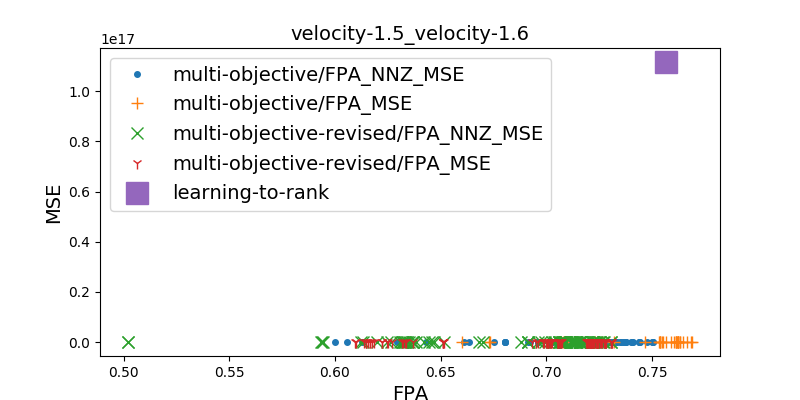 velocity-1.5_velocity-1.6
1e17
multi-objective/FPA_NNZ_MSE
multi-objective/FPA_MSE
multi-objective-revised/FPA_NNZ_MSE
multi-objective-revised/FPA_MSE
learning-to-rank
MSE
1.0
0.8
0.6
0.4
0.2
0.0
0.50 0.55 0.60 0.65 0.70 0.75
FPA